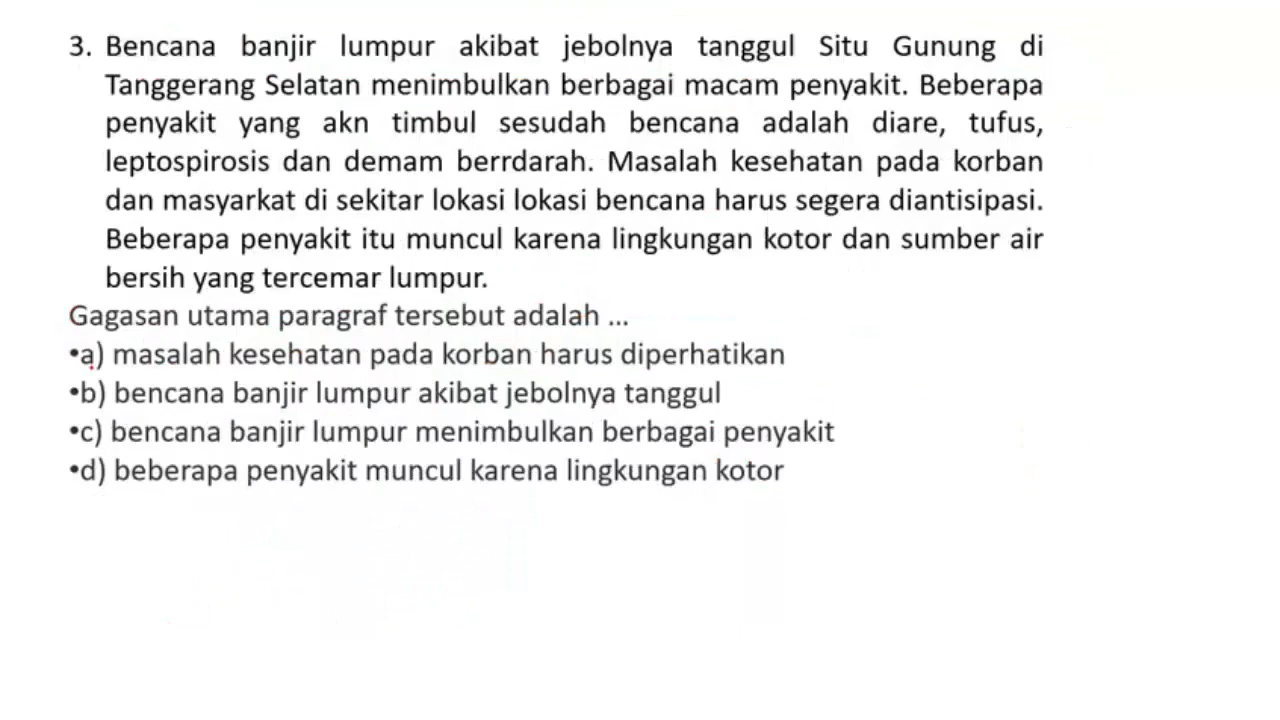 3. Bencana banjir lumpur akibat jebolnya tanggul Situ Gunung di
Tanggerang Selatan menimbulkan berbagai macam penyakit. Beberapa
penyakit yang akn timbul sesudah bencana adalah diare, tufus,
leptospirosis dan demam berrdarah. Masalah kesehatan pada korban
dan masyarkat di sekitar lokasi lokasi bencana harus segera diantisipasi.
Beberapa penyakit itu muncul karena lingkungan kotor dan sumber air
bersih yang tercemar lumpur.
Gagasan utama paragraf tersebut adalah ...
•a) masalah kesehatan pada korban harus diperhatikan
•b) bencana banjir lumpur akibat jebolnya tanggul
•c) bencana banjir lumpur menimbulkan berbagai penyakit
•d) beberapa penyakit muncul karena lingkungan kotor